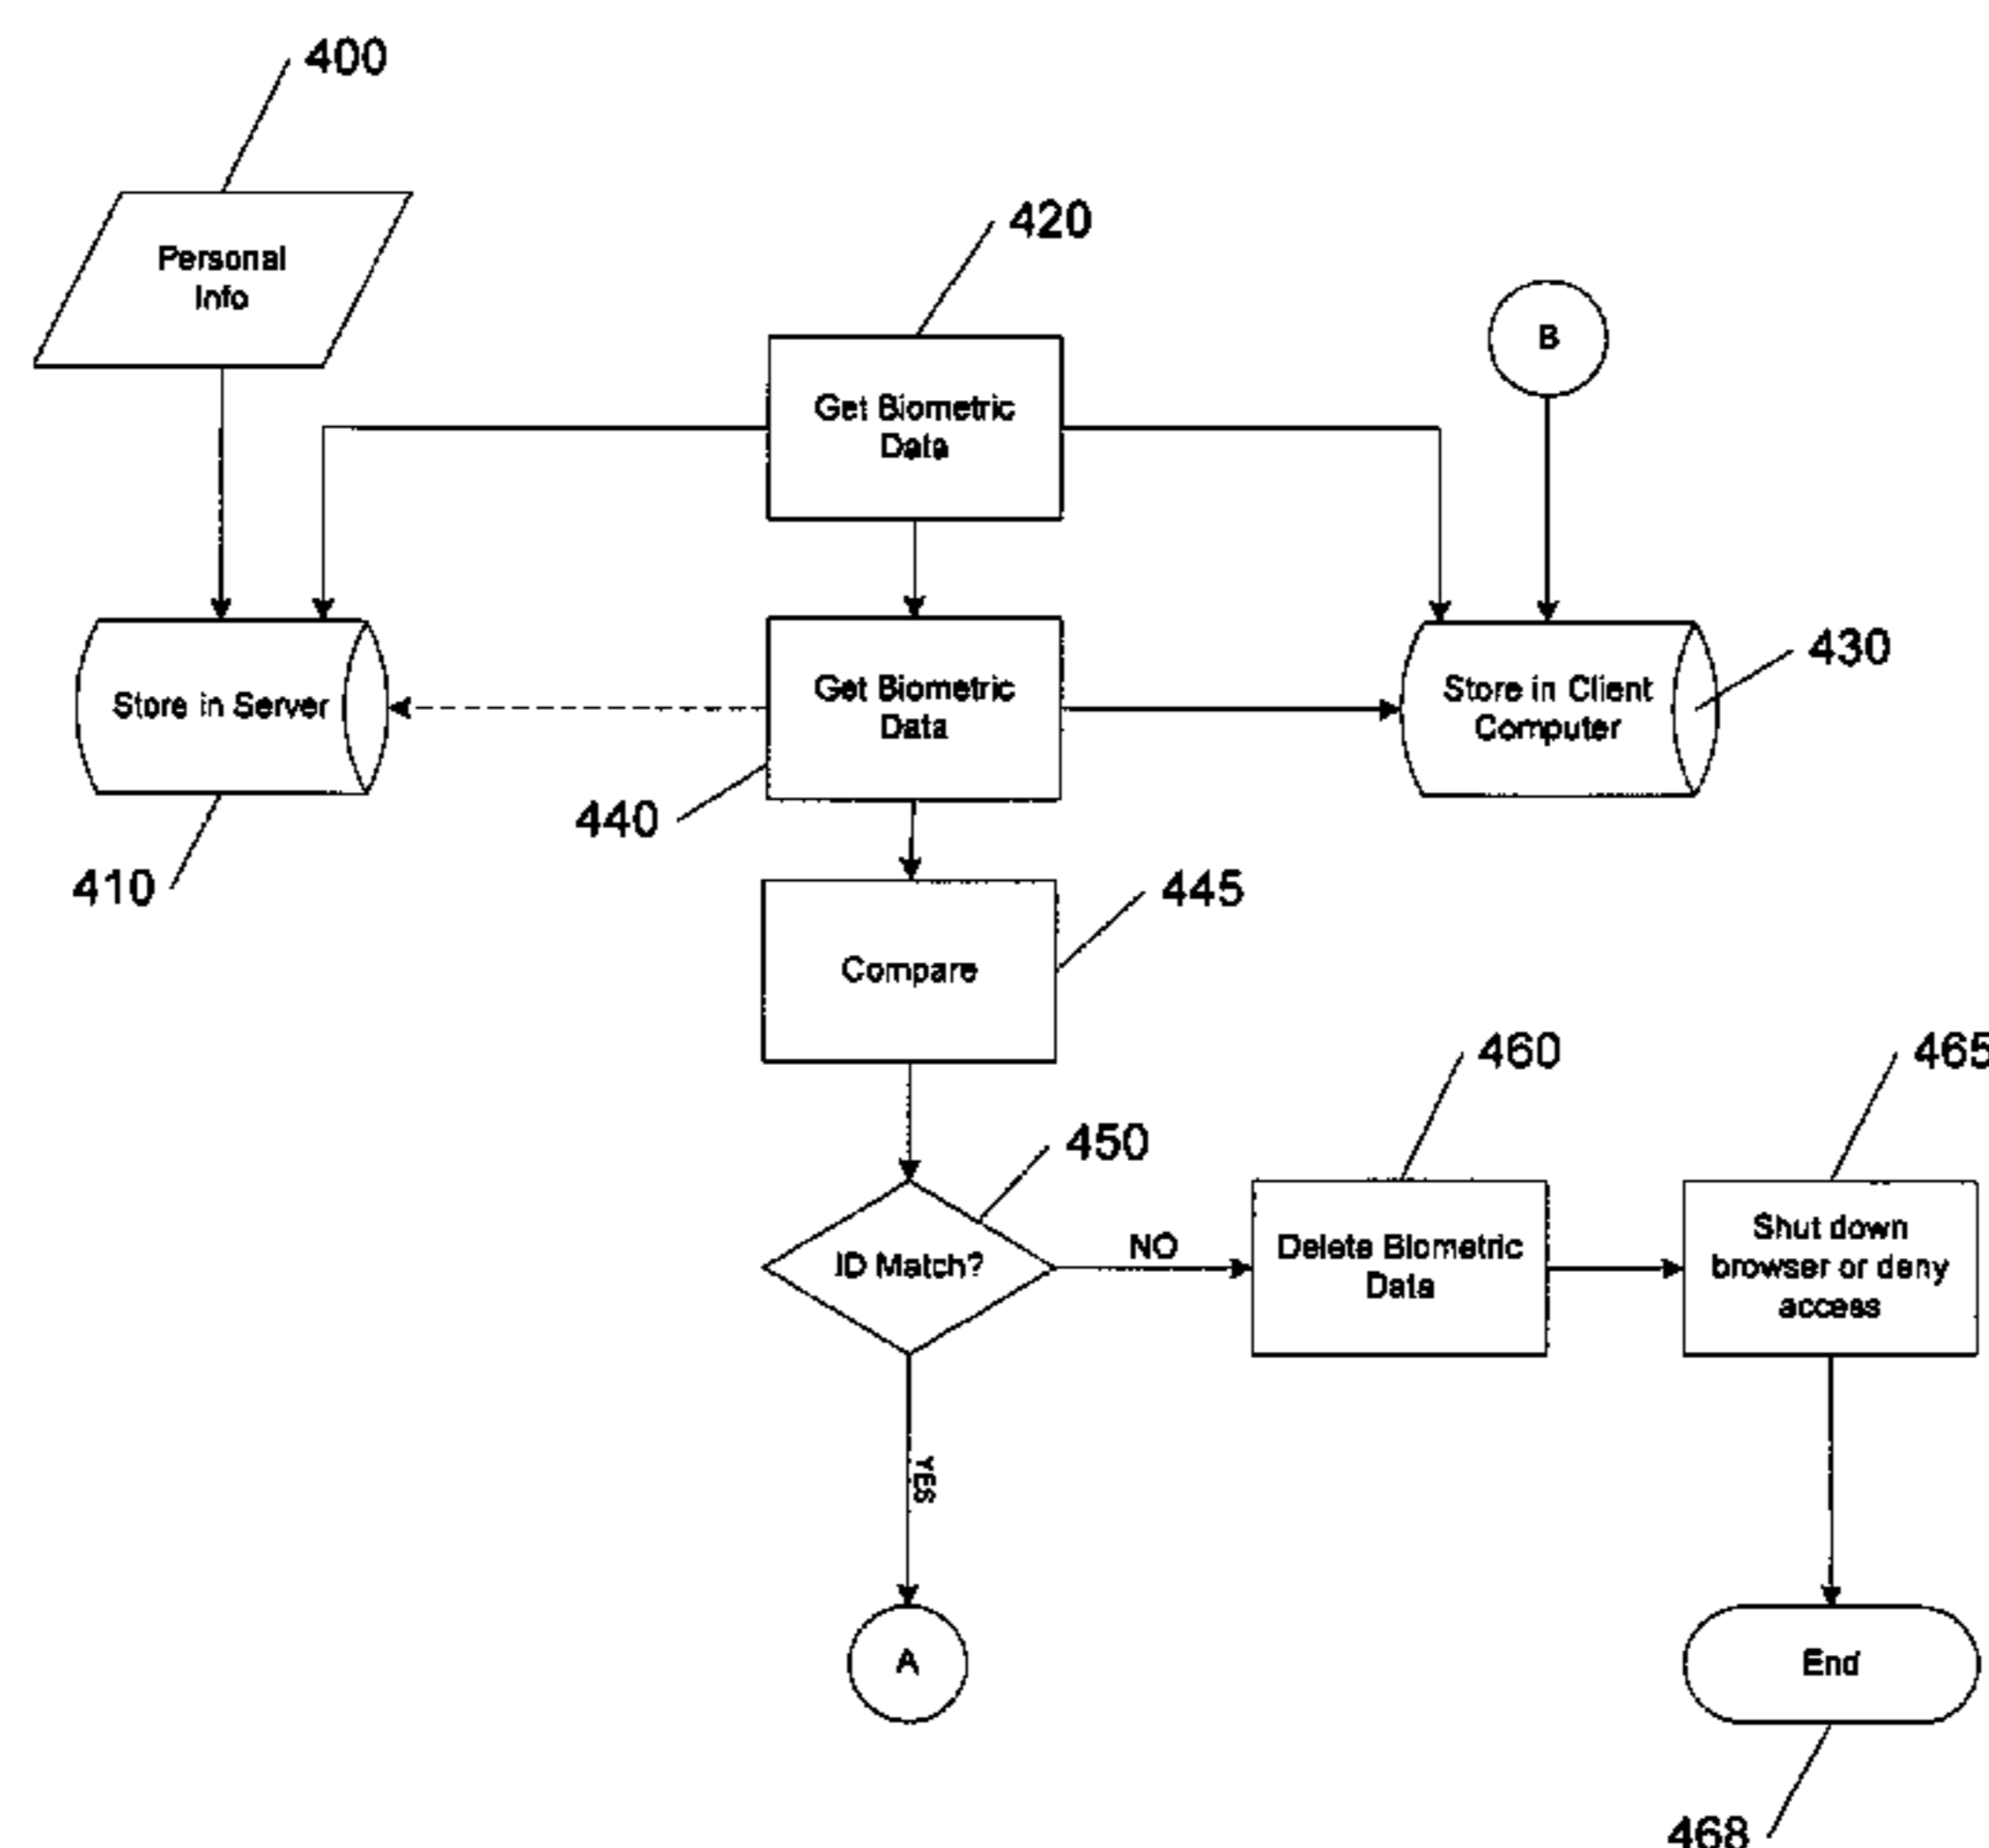 400
Personal
Info
420
Get Biometric
Data
B
Store in Server
410
Get Biometric
Data
440
Store in Client
Computer
430
Compare
445
ID Match?
450
NO
YES
Delete Biometric
Data
460
Shut down
browser or deny
access
465
A
End
468